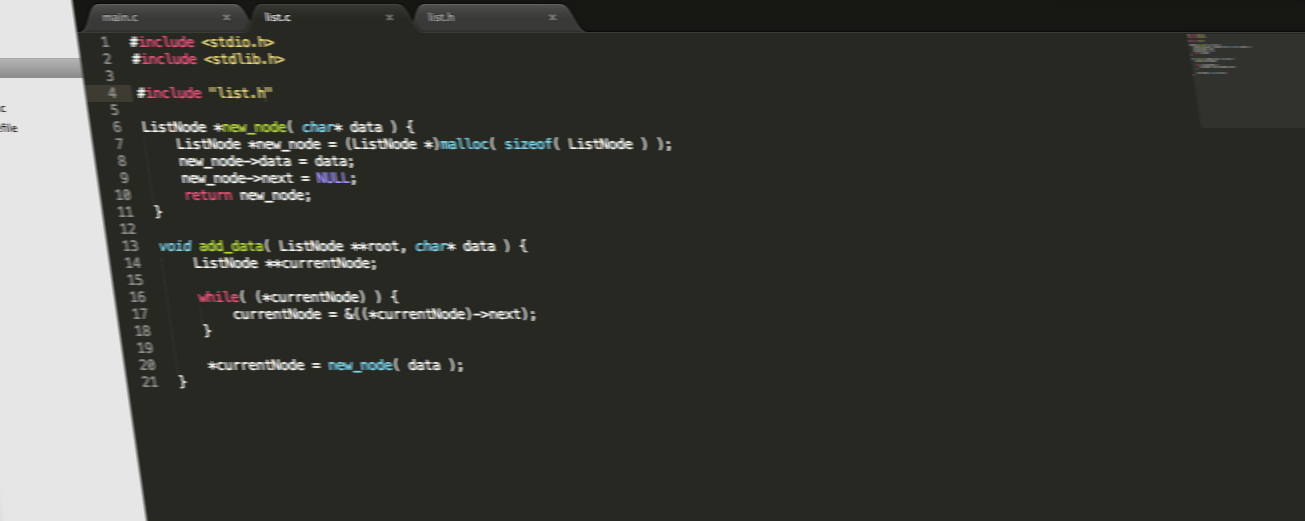 main.c x list.c x list.h x
1 #include <stdio.h>
2 #include <stdlib.h>
3
4 #include "list.h"
5
6 ListNode *new_node( char* data ) {
7 ListNode *new_node = (ListNode *)malloc( sizeof( ListNode ) );
8 new_node->data = data;
9 new_node->next = NULL;
10 return new_node;
11 }
12
13 void add_data( ListNode **root, char* data ) {
14 ListNode **currentNode;
15
16 while( (*currentNode) ) {
17 currentNode = &((*currentNode)->next);
18 }
19
20 *currentNode = new_node( data );
21 }